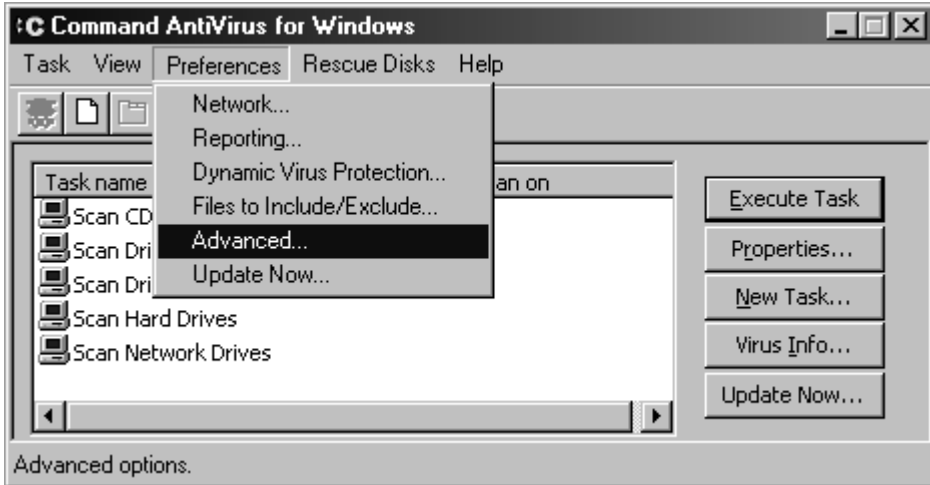 Command AntiVirus for Windows
Task View Preferences Rescue Disks Help
Network...
Reporting...
Dynamic Virus Protection...
Files to Include/Exclude...
Advanced...
Update Now...
Task name an on
Scan CD
Scan Dri
Scan Dri
Scan Hard Drives
Scan Network Drives
Execute Task
Properties...
New Task...
Virus Info...
Update Now...
Advanced options.